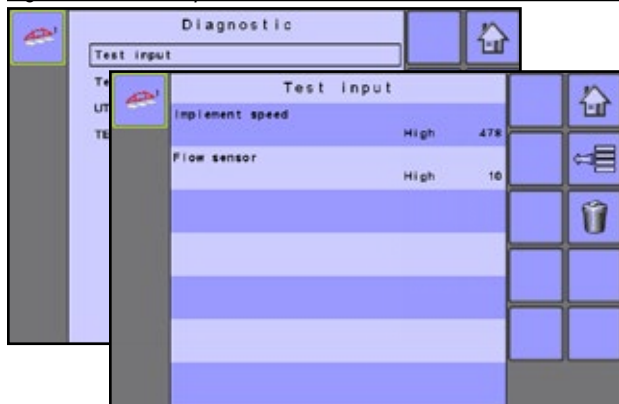 Diagnostic
Test input
Te
UT
TE
Test input
Implement speed
High 478
Flow sensor
High 10